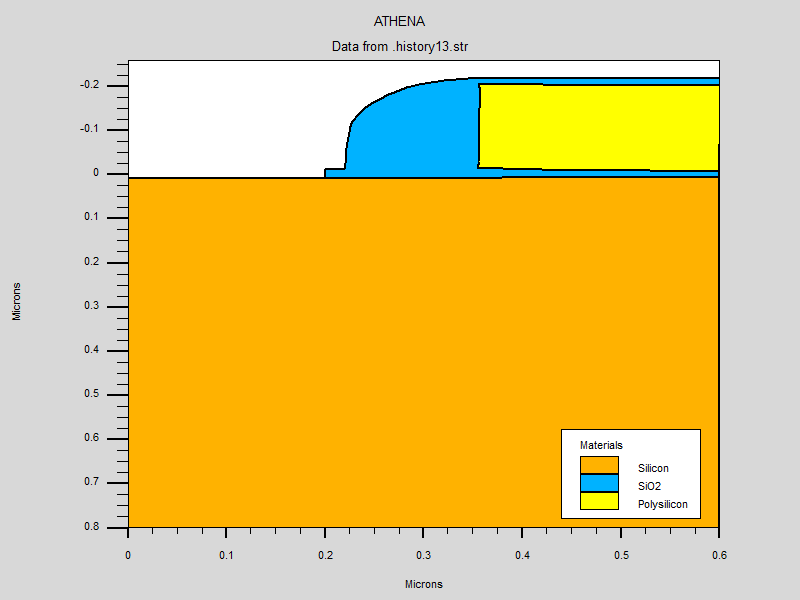 ATHENA
Data from .history13.str
-0.2
-0.1
0
0.1
0.2
0.3
0.4
0.5
0.6
0.7
0.8
Microns
Materials
Silicon
SiO2
Polysilicon
0 0.1 0.2 0.3 0.4 0.5 0.6
Microns